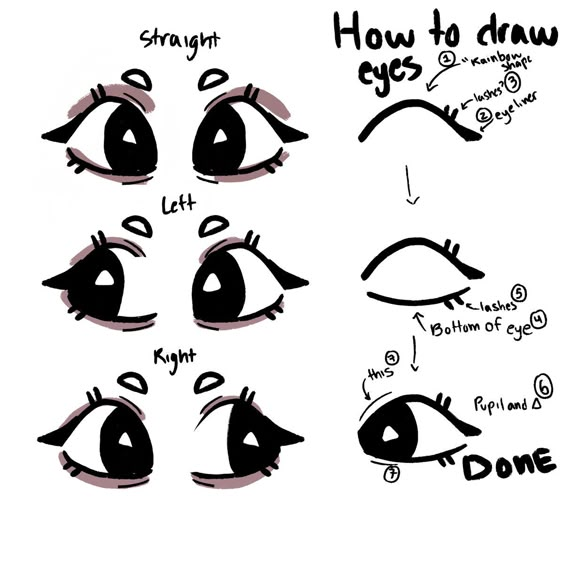 Straight
Left
Right
How to draw
eyes
① "Rainbow
shape
lashes? ③
② eyeliner
lashes ⑤
Bottom of eye ④
this
Pupil and △ ⑥
⑦
DONE